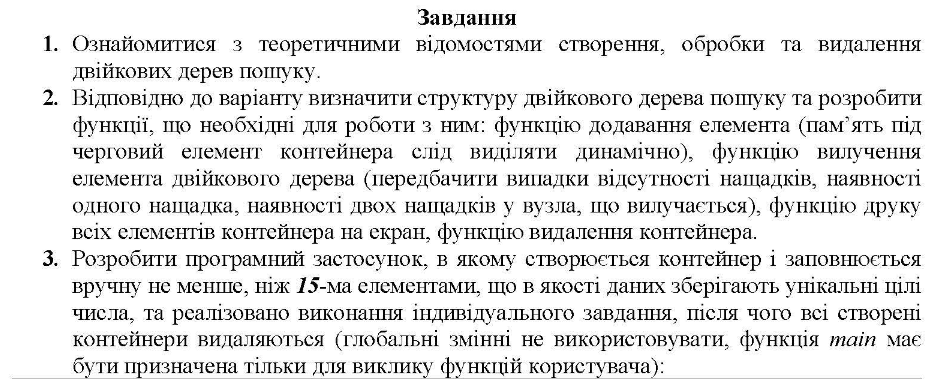 Завдання
1. Ознайомитися з теоретичними відомостями створення, обробки та видалення
двійкових дерев пошуку.
2. Відповідно до варіанту визначити структуру двійкового дерева пошуку та розробити
функції, що необхідні для роботи з ним: функцію додавання елемента (пам’ять під
черговий елемент контейнера слід виділяти динамічно), функцію вилучення
елемента двійкового дерева (передбачити випадки відсутності нащадків, наявності
одного нащадка, наявності двох нащадків у вузла, що вилучається), функцію друку
всіх елементів контейнера на екран, функцію видалення контейнера.
3. Розробити програмний застосунок, в якому створюється контейнер і заповнюється
вручну не менше, ніж 15-ма елементами, що в якості даних зберігають унікальні цілі
числа, та реалізовано виконання індивідуального завдання, після чого всі створені
контейнери видаляються (глобальні змінні не використовувати, функція main має
бути призначена тільки для виклику функцій користувача):